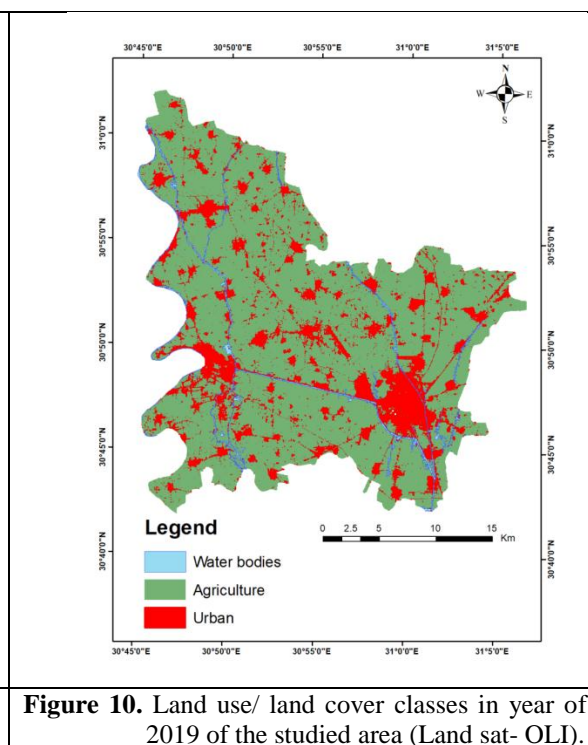 30°45'0"E 30°50'0"E 30°55'0"E 31°0'0"E 31°5'0"E
N
W E
S
31°0'0"N 31°0'0"N
30°55'0"N 30°55'0"N
30°50'0"N 30°50'0"N
30°45'0"N 30°45'0"N
30°40'0"N 30°40'0"N
Legend
Water bodies
Agriculture
Urban
0 2.5 5 10 15
Km
30°45'0"E 30°50'0"E 30°55'0"E 31°0'0"E 31°5'0"E
Figure 10. Land use/ land cover classes in year of
2019 of the studied area (Land sat- OLI).